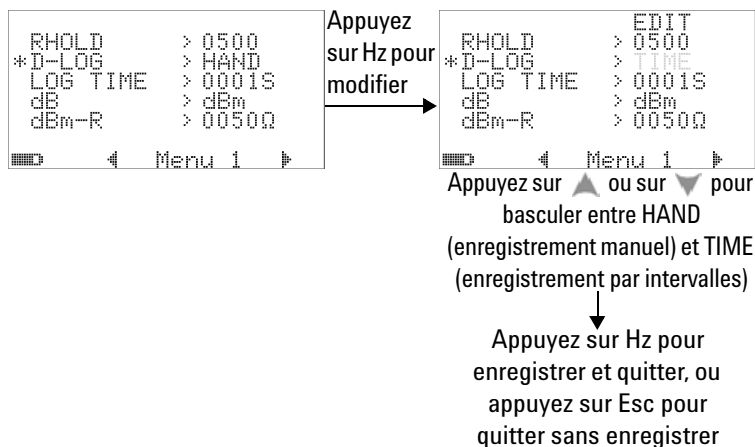 RHOLD > 0500
*D-LOG > HAND
LOG TIME > 0001S
dB > dBm
dBm-R > 0050Ω
Menu 1
Appuyez
sur Hz pour
modifier
EDIT
RHOLD > 0500
*D-LOG > TIME
LOG TIME > 0001S
dB > dBm
dBm-R > 0050Ω
Menu 1
Appuyez sur ou sur pour
basculer entre HAND
(enregistrement manuel) et TIME
(enregistrement par intervalles)
Appuyez sur Hz pour
enregistrer et quitter, ou
appuyez sur Esc pour
quitter sans enregistrer